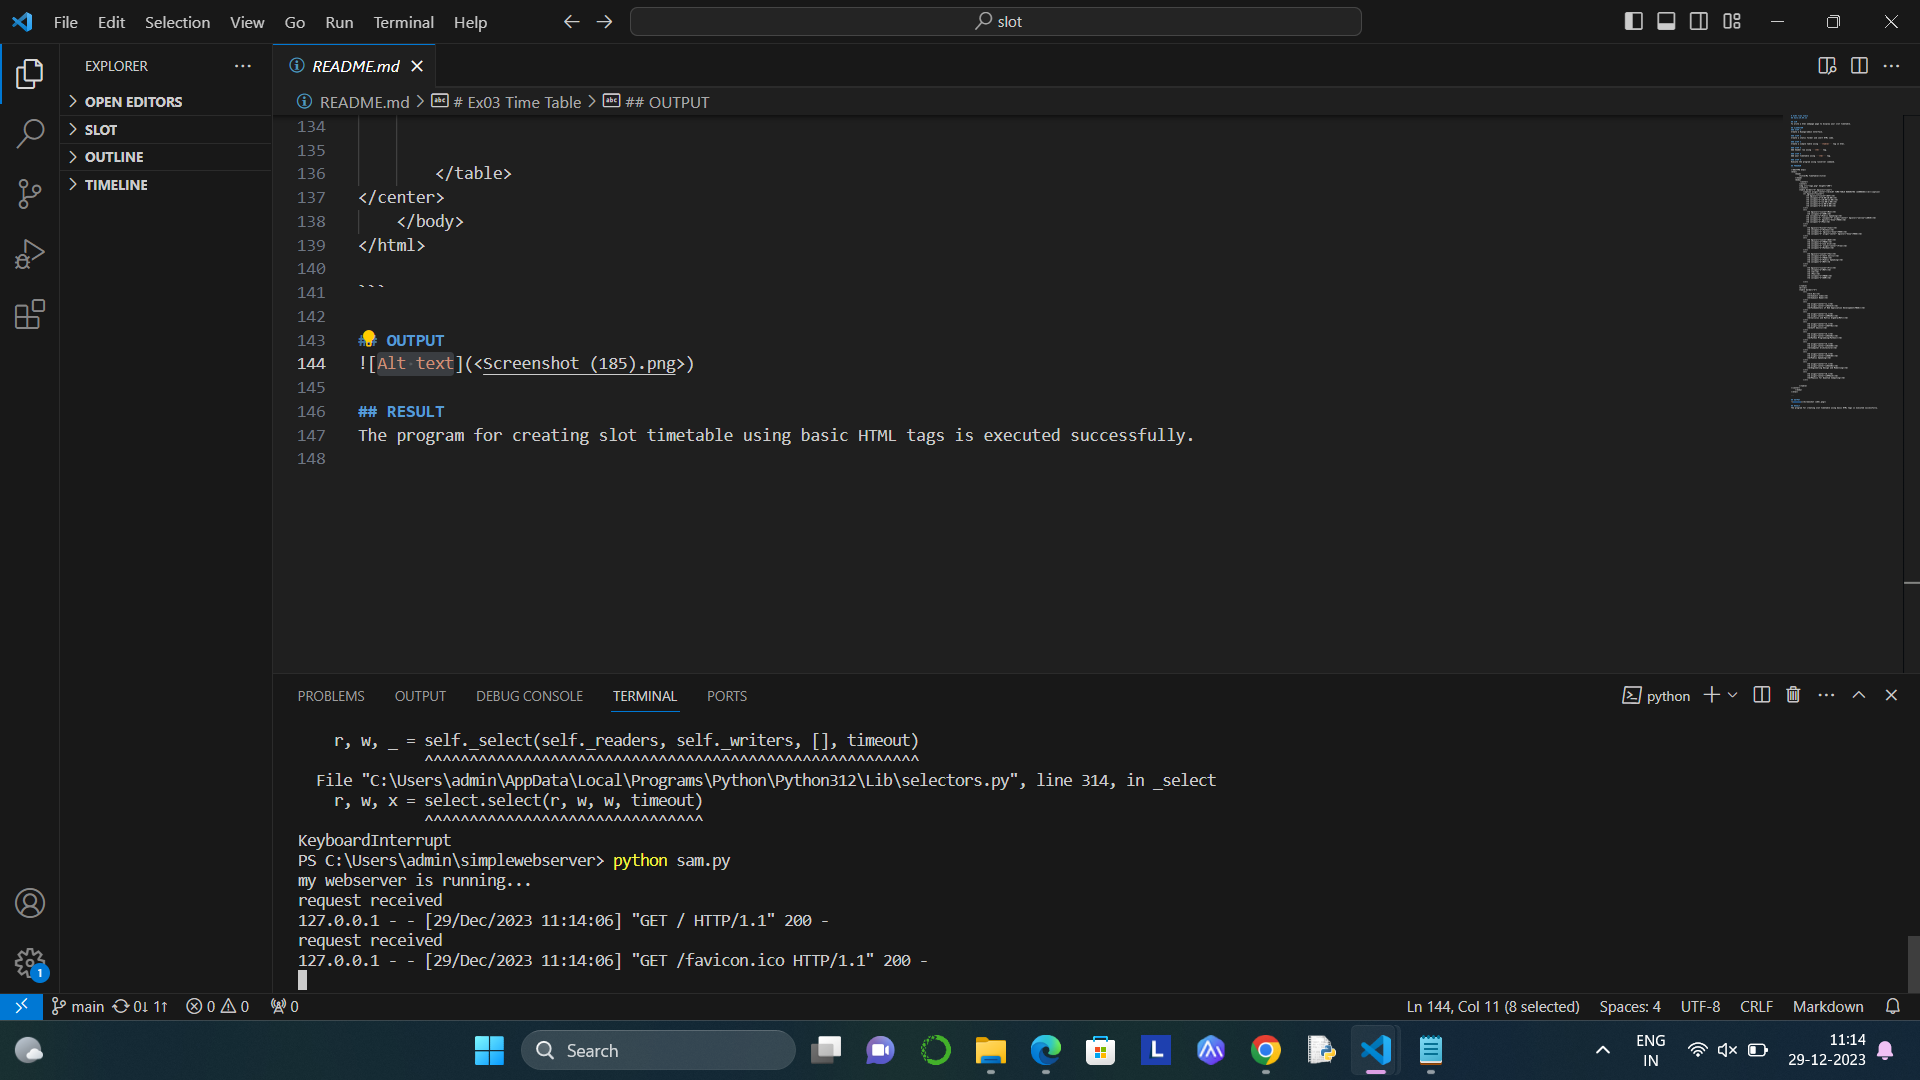 File Edit Selection View Go Run Terminal Help
slot
EXPLORER
OPEN EDITORS
SLOT
OUTLINE
TIMELINE
README.md
README.md > # Ex03 Time Table > ## OUTPUT
134
135
136 </table>
137 </center>
138 </body>
139 </html>
140
141 ```
142
143 ## OUTPUT
144 ![Alt text](<Screenshot (185).png>)
145
146 ## RESULT
147 The program for creating slot timetable using basic HTML tags is executed successfully.
148
PROBLEMS OUTPUT DEBUG CONSOLE TERMINAL PORTS
python
r, w, _ = self._select(self._readers, self._writers, [], timeout)
^^^^^^^^^^^^^^^^^^^^^^^^^^^^^^^^^^^^^^^^^^^^^^^^^^^^^^^
File "C:\Users\admin\AppData\Local\Programs\Python\Python312\Lib\selectors.py", line 314, in _select
r, w, x = select.select(r, w, w, timeout)
^^^^^^^^^^^^^^^^^^^^^^^^^^^^^^^
KeyboardInterrupt
PS C:\Users\admin\simplewebserver> python sam.py
my webserver is running...
request received
127.0.0.1 - - [29/Dec/2023 11:14:06] "GET / HTTP/1.1" 200 -
request received
127.0.0.1 - - [29/Dec/2023 11:14:06] "GET /favicon.ico HTTP/1.1" 200 -
1
main 0↓ 1↑ 0 0 0
Ln 144, Col 11 (8 selected) Spaces: 4 UTF-8 CRLF Markdown
Search
L
ENG
IN
11:14
29-12-2023